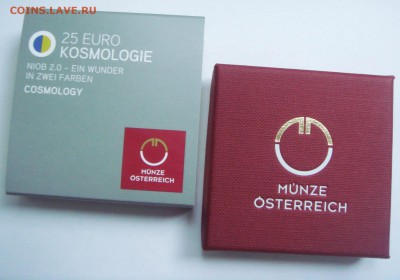 COINS.LAVE.RU
25 EURO
KOSMOLOGIE
NIOB 2.0 – EIN WUNDER
IN ZWEI FARBEN
COSMOLOGY
MÜNZE
ÖSTERREICH
MÜNZE
ÖSTERREICH